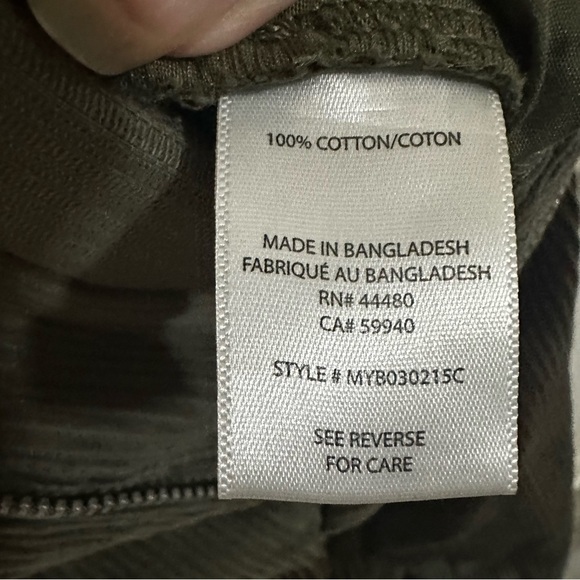 100% COTTON/COTON
MADE IN BANGLADESH
FABRIQUÉ AU BANGLADESH
RN# 44480
CA# 59940
STYLE # MYB030215C
SEE REVERSE
FOR CARE